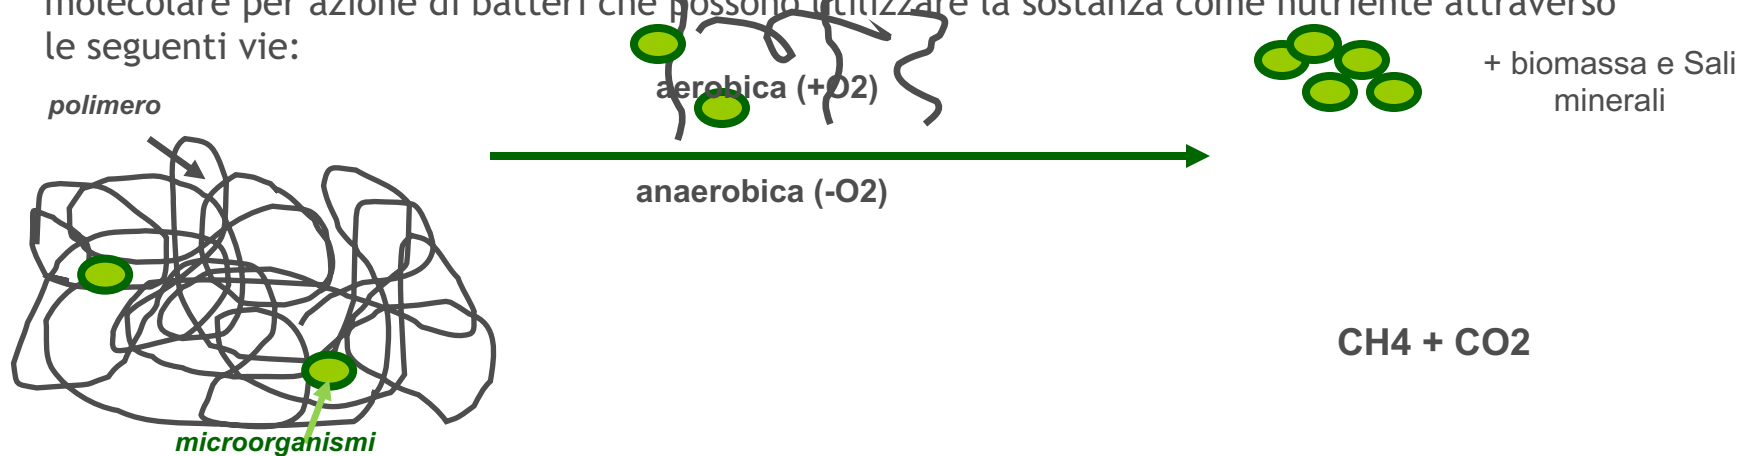 molecolare per azione di batteri che possono utilizzare la sostanza come nutriente attraverso
le seguenti vie:
polimero
aerobica (+O2)
+ biomassa e Sali
minerali
anaerobica (-O2)
CH4 + CO2
microorganismi